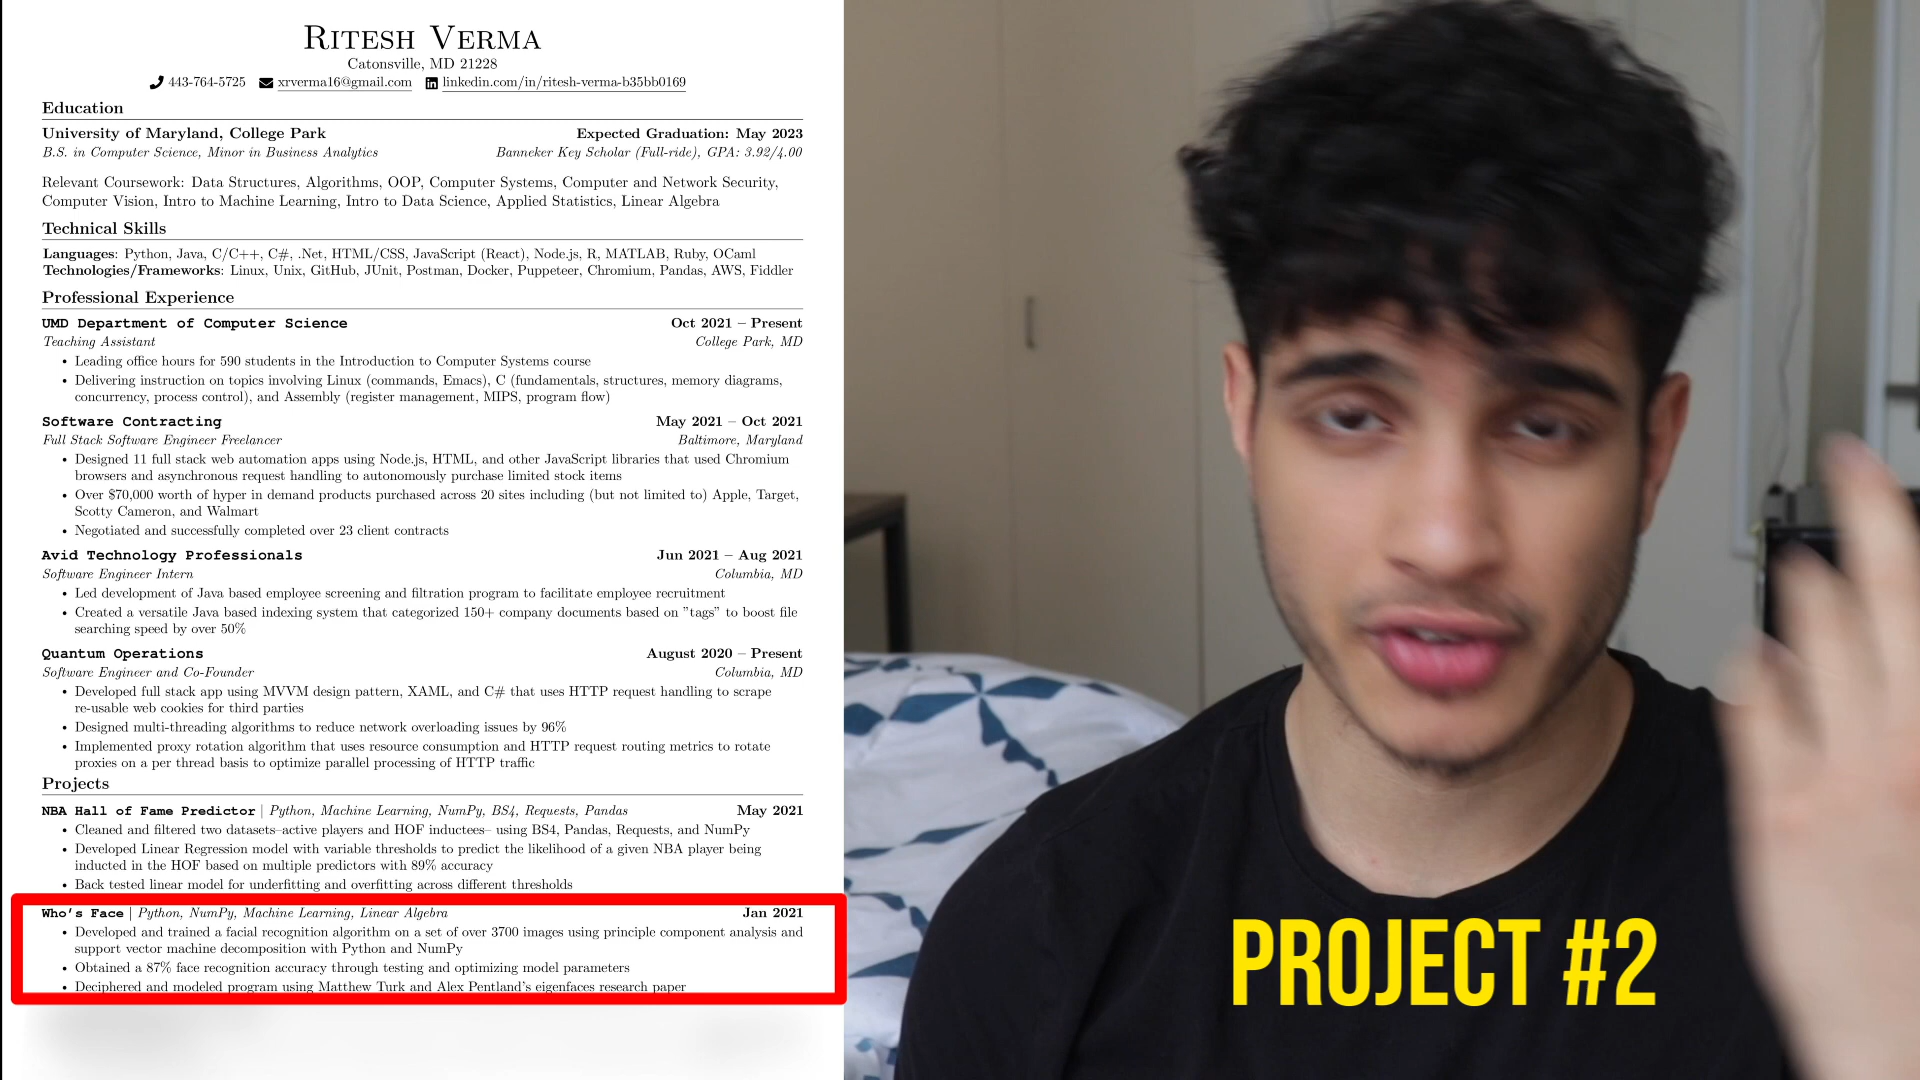 Ritesh Verma
Catonsville, MD 21228
443-764-5725 xrverma16@gmail.com linkedin.com/in/ritesh-verma-b35bb0169
Education
University of Maryland, College Park Expected Graduation: May 2023
B.S. in Computer Science, Minor in Business Analytics Banneker Key Scholar (Full-ride), GPA: 3.92/4.00
Relevant Coursework: Data Structures, Algorithms, OOP, Computer Systems, Computer and Network Security,
Computer Vision, Intro to Machine Learning, Intro to Data Science, Applied Statistics, Linear Algebra
Technical Skills
Languages: Python, Java, C/C++, C#, .Net, HTML/CSS, JavaScript (React), Node.js, R, MATLAB, Ruby, OCaml
Technologies/Frameworks: Linux, Unix, GitHub, JUnit, Postman, Docker, Puppeteer, Chromium, Pandas, AWS, Fiddler
Professional Experience
UMD Department of Computer Science Oct 2021 – Present
Teaching Assistant College Park, MD
• Leading office hours for 590 students in the Introduction to Computer Systems course
• Delivering instruction on topics involving Linux (commands, Emacs), C (fundamentals, structures, memory diagrams,
concurrency, process control), and Assembly (register management, MIPS, program flow)
Software Contracting May 2021 – Oct 2021
Full Stack Software Engineer Freelancer Baltimore, Maryland
• Designed 11 full stack web automation apps using Node.js, HTML, and other JavaScript libraries that used Chromium
browsers and asynchronous request handling to autonomously purchase limited stock items
• Over $70,000 worth of hyper in demand products purchased across 20 sites including (but not limited to) Apple, Target,
Scotty Cameron, and Walmart
• Negotiated and successfully completed over 23 client contracts
Avid Technology Professionals Jun 2021 – Aug 2021
Software Engineer Intern Columbia, MD
• Led development of Java based employee screening and filtration program to facilitate employee recruitment
• Created a versatile Java based indexing system that categorized 150+ company documents based on "tags" to boost file
searching speed by over 50%
Quantum Operations August 2020 – Present
Software Engineer and Co-Founder Columbia, MD
• Developed full stack app using MVVM design pattern, XAML, and C# that uses HTTP request handling to scrape
re-usable web cookies for third parties
• Designed multi-threading algorithms to reduce network overloading issues by 96%
• Implemented proxy rotation algorithm that uses resource consumption and HTTP request routing metrics to rotate
proxies on a per thread basis to optimize parallel processing of HTTP traffic
Projects
NBA Hall of Fame Predictor | Python, Machine Learning, NumPy, BS4, Requests, Pandas May 2021
• Cleaned and filtered two datasets–active players and HOF inductees– using BS4, Pandas, Requests, and NumPy
• Developed Linear Regression model with variable thresholds to predict the likelihood of a given NBA player being
inducted in the HOF based on multiple predictors with 89% accuracy
• Back tested linear model for underfitting and overfitting across different thresholds
Who's Face | Python, NumPy, Machine Learning, Linear Algebra Jan 2021
• Developed and trained a facial recognition algorithm on a set of over 3700 images using principle component analysis and
support vector machine decomposition with Python and NumPy
• Obtained a 87% face recognition accuracy through testing and optimizing model parameters
• Deciphered and modeled program using Matthew Turk and Alex Pentland's eigenfaces research paper
PROJECT #2